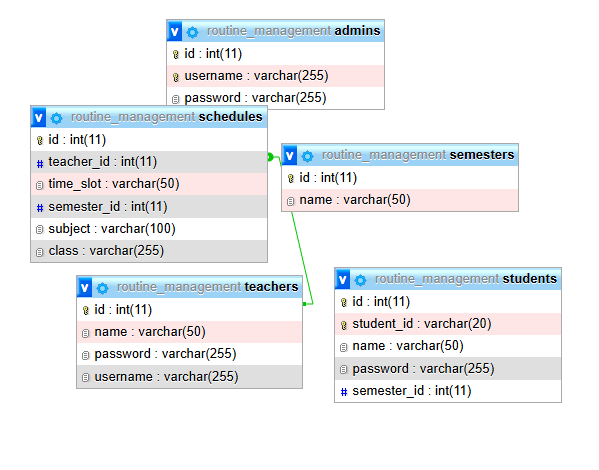 v routine_management admins
id : int(11)
username : varchar(255)
password : varchar(255)
v routine_management schedules
id : int(11)
# teacher_id : int(11)
time_slot : varchar(50)
# semester_id : int(11)
subject : varchar(100)
class : varchar(255)
v routine_management semesters
id : int(11)
name : varchar(50)
v routine_management teachers
id : int(11)
name : varchar(50)
password : varchar(255)
username : varchar(255)
v routine_management students
id : int(11)
student_id : varchar(20)
name : varchar(50)
password : varchar(255)
# semester_id : int(11)